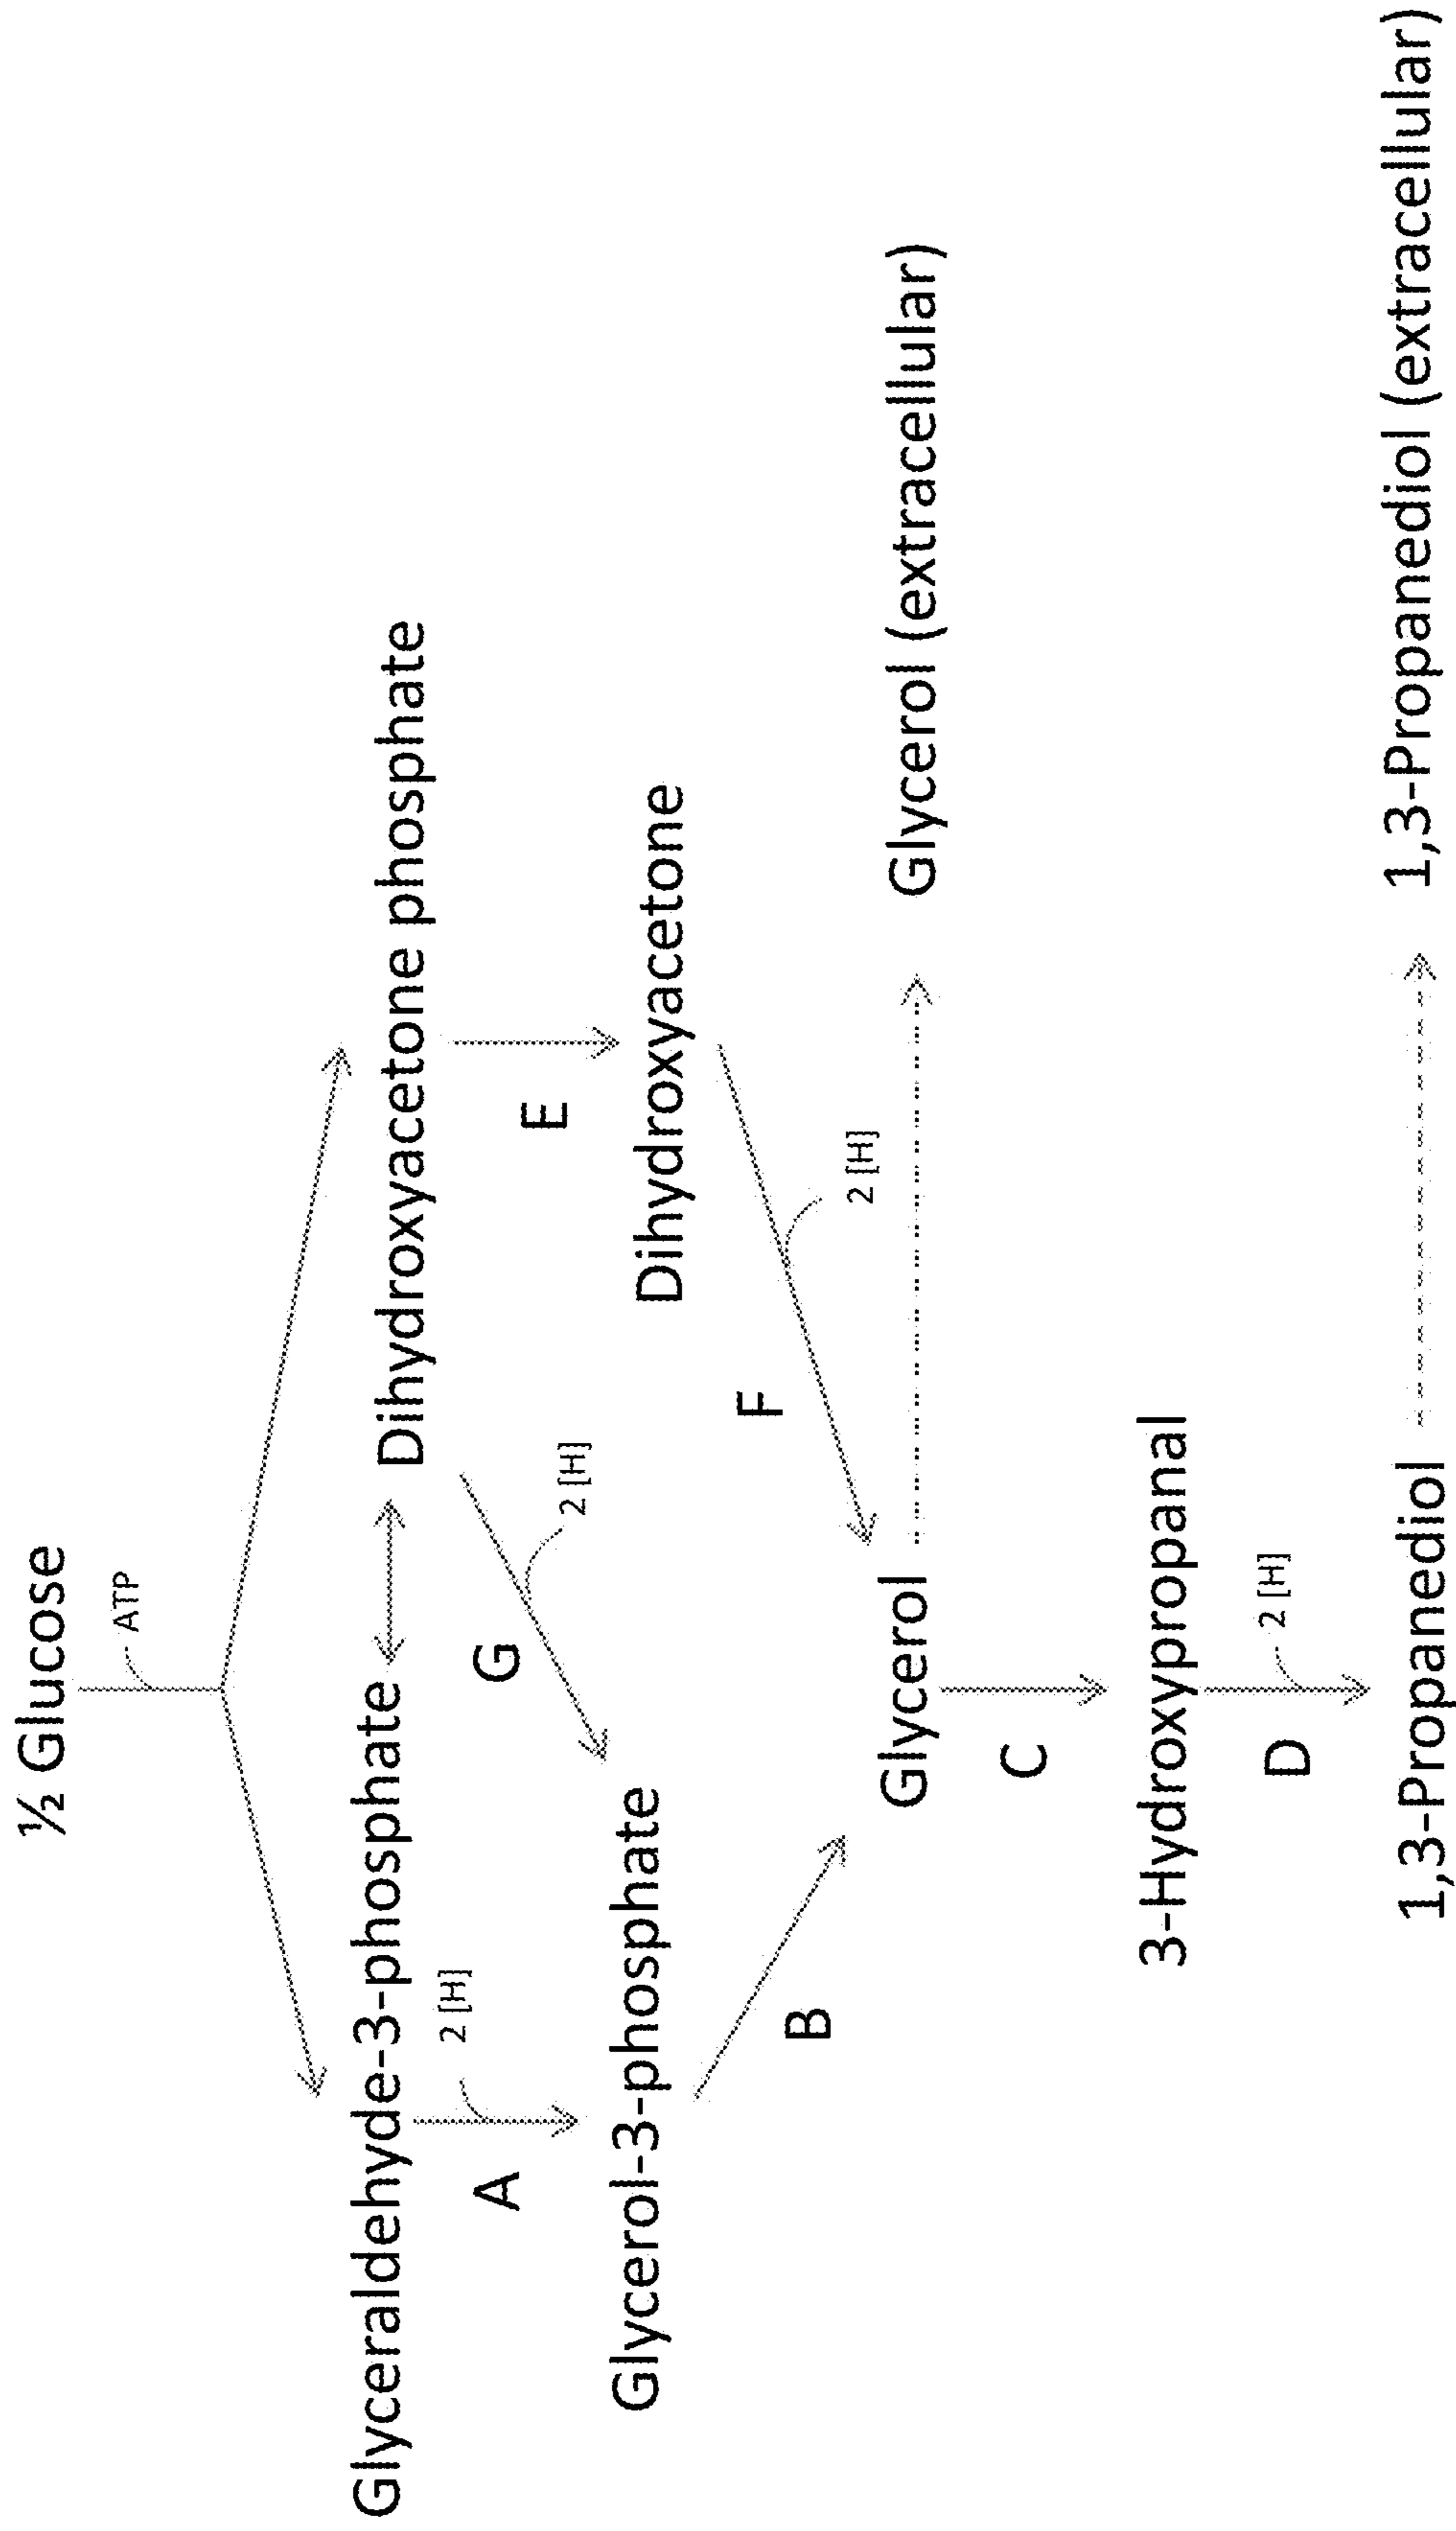 ½ Glucose
ATP
Glyceraldehyde-3-phosphate
Dihydroxyacetone phosphate
A
2 [H]
G
2 [H]
E
Glycerol-3-phosphate
Dihydroxyacetone
B
F
2 [H]
Glycerol
Glycerol (extracellular)
C
3-Hydroxypropanal
D
2 [H]
1,3-Propanediol
1,3-Propanediol (extracellular)